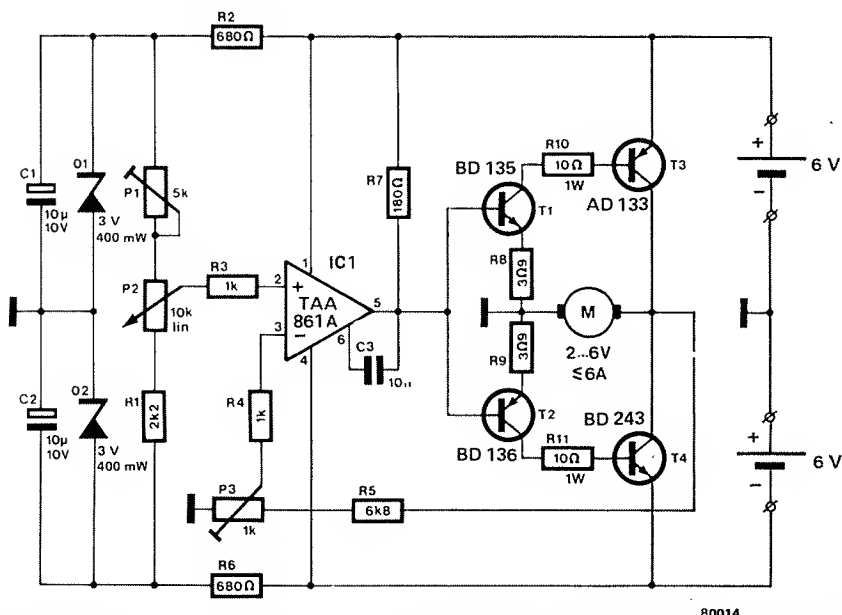 R2
680Ω
C1
10µ
10V
D1
3 V
400 mW
P1
5k
P2
10k
lin
R3
1k
IC1
TAA
861A
1
2
+
3
−
4
5
6
C3
R7
180Ω
BD 135
T1
R10
10Ω
1W
T3
AD 133
R8
3Ω9
M
2...6V
≤6A
R9
3Ω9
T2
BD 136
R11
10Ω
1W
BD 243
T4
+
−
6 V
+
−
6 V
C2
10µ
10V
D2
3 V
400 mW
R1
2k2
R4
1k
P3
1k
R5
6k8
R6
680Ω
80014